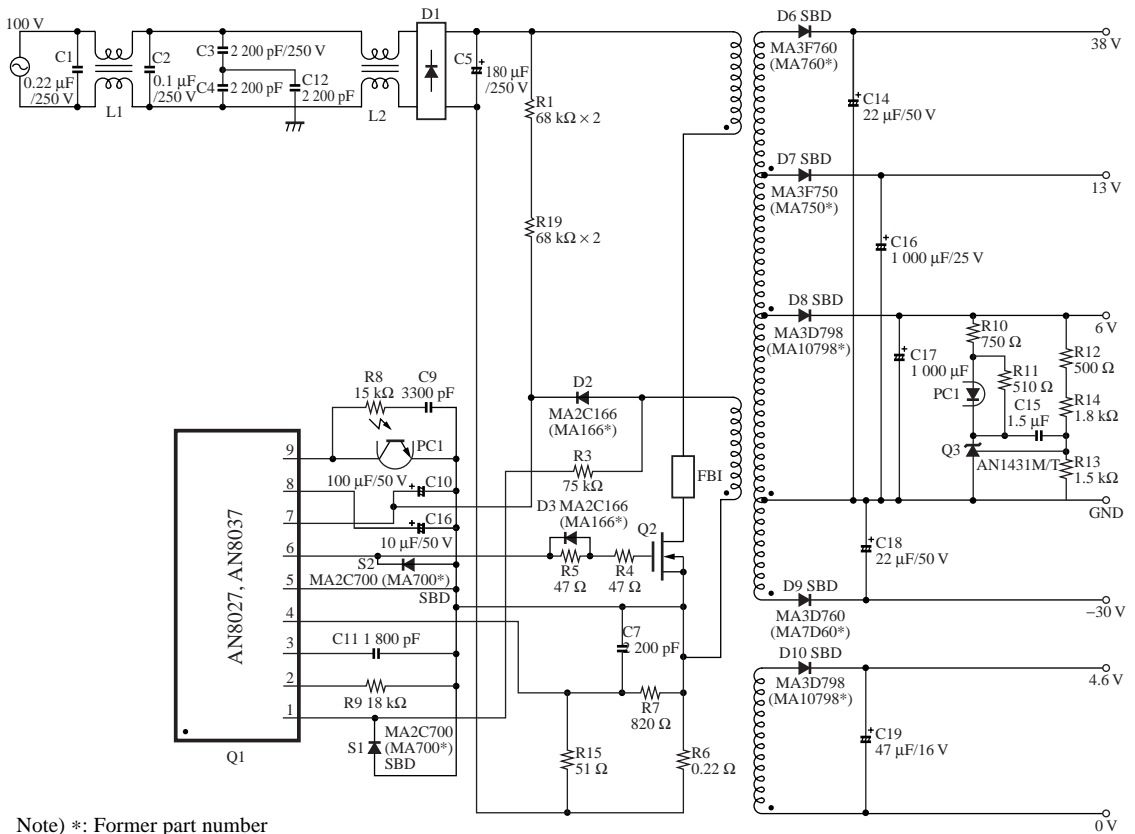 100 V
C1
0.22 µF
/250 V
L1
C2
0.1 µF
/250 V
C3
2 200 pF/250 V
C4
2 200 pF
C12
2 200 pF
L2
D1
C5
180 µF
/250 V
R1
68 kΩ × 2
R19
68 kΩ × 2
D6 SBD
MA3F760
(MA760*)
38 V
C14
22 µF/50 V
D7 SBD
MA3F750
(MA750*)
13 V
C16
1 000 µF/25 V
D8 SBD
MA3D798
(MA10798*)
6 V
C17
1 000 µF
R10
750 Ω
R11
510 Ω
PC1
C15
1.5 µF
R12
500 Ω
R14
1.8 kΩ
Q3
AN1431M/T
R13
1.5 kΩ
GND
C18
22 µF/50 V
D9 SBD
MA3D760
(MA7D60*)
−30 V
D10 SBD
MA3D798
(MA10798*)
4.6 V
C19
47 µF/16 V
0 V
R8
15 kΩ
C9
3300 pF
PC1
D2
MA2C166
(MA166*)
R3
75 kΩ
FBI
100 µF/50 V
C10
C16
10 µF/50 V
D3 MA2C166
(MA166*)
Q2
R5
47 Ω
R4
47 Ω
S2
MA2C700 (MA700*)
SBD
C7
2 200 pF
C11 1 800 pF
R9 18 kΩ
R7
820 Ω
MA2C700
(MA700*)
SBD
S1
R15
51 Ω
R6
0.22 Ω
9
8
7
6
5
4
3
2
1
AN8027, AN8037
Q1
Note) *: Former part number